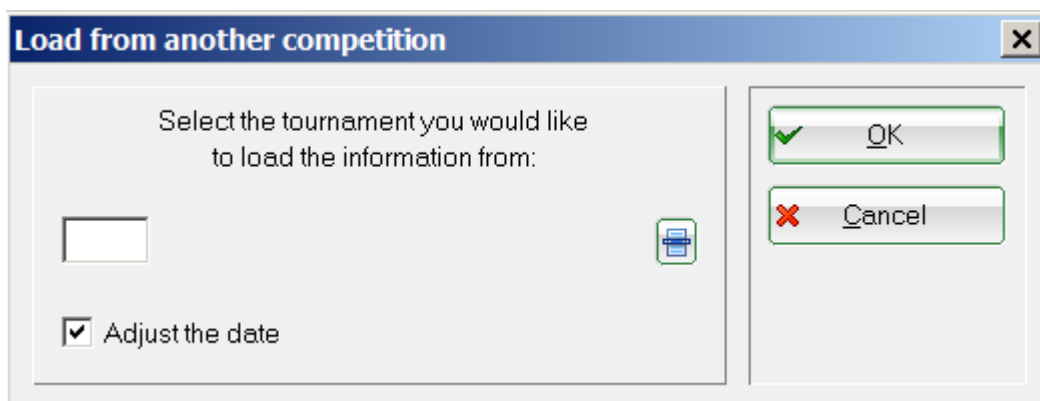 Load from another competition
Select the tournament you would like
to load the information from:
OK
Cancel
Adjust the date